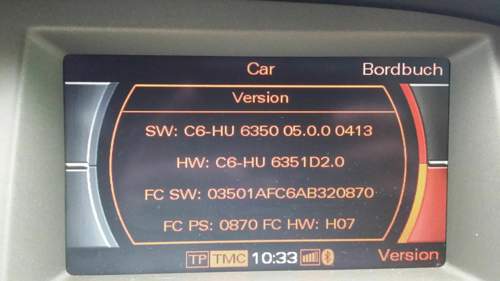 Car Bordbuch
Version
SW: C6-HU 6350 05.0.0 0413
HW: C6-HU 6351D2.0
FC SW: 03501AFC6AB320870
FC PS: 0870 FC HW: H07
TP TMC 10:33 Version